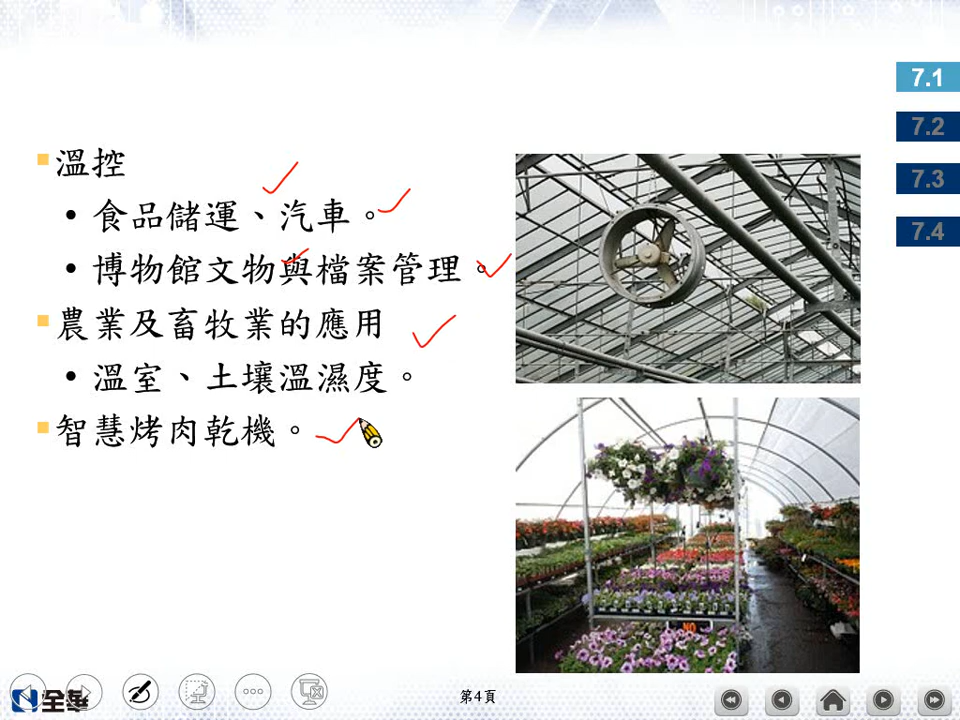 溫控
• 食品儲運、汽車。
• 博物館文物與檔案管理。
農業及畜牧業的應用
• 溫室、土壤溫濕度。
智慧烤肉乾機。
7.1
7.2
7.3
7.4
NO
全華
第4頁